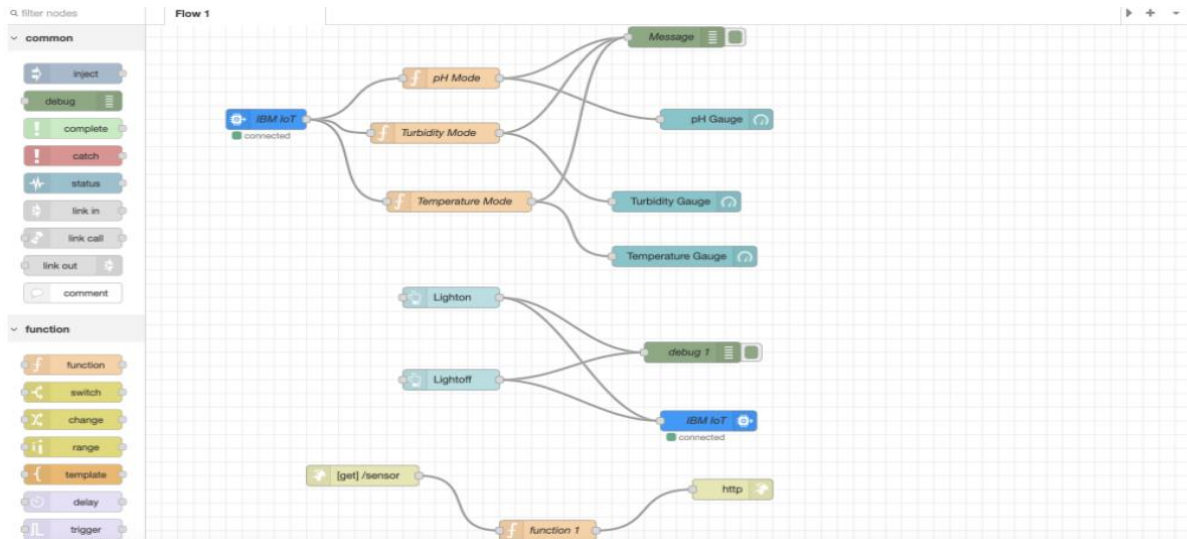 filter nodes
Flow 1
common
inject
debug
complete
catch
status
link in
link call
link out
comment
function
function
switch
change
range
template
delay
trigger
Message
pH Mode
IBM IoT
connected
pH Gauge
Turbidity Mode
Temperature Mode
Turbidity Gauge
Temperature Gauge
Lighton
debug 1
Lightoff
IBM IoT
connected
[get] /sensor
http
function 1